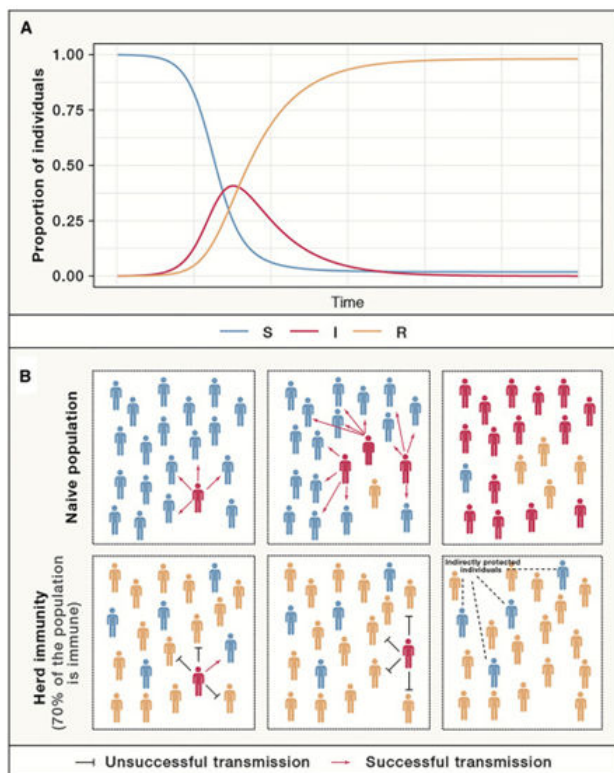 A
Proportion of individuals
1.00
0.75
0.50
0.25
0.00
Time
S I R
B
Naive population
Herd immunity
(70% of the population
is immune)
Indirectly protected
individuals
Unsuccessful transmission Successful transmission